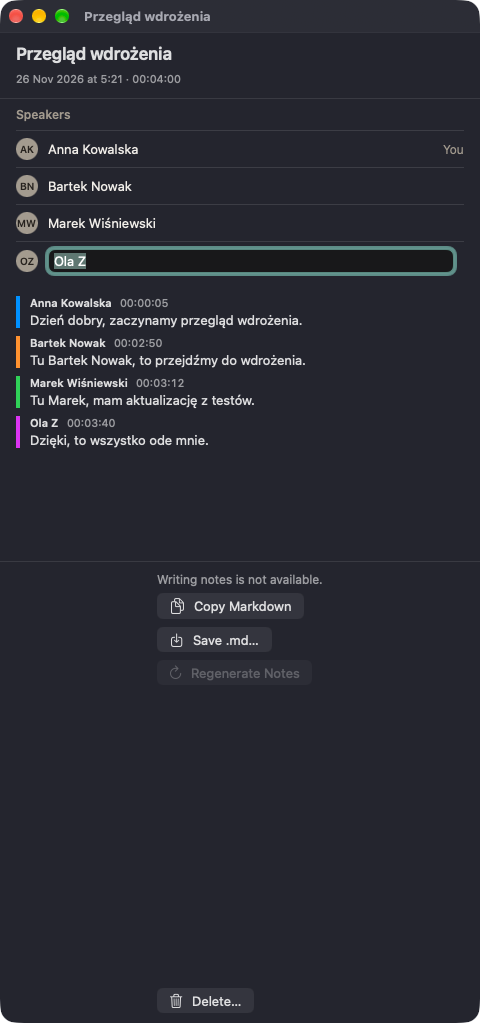 Przegląd wdrożenia
Przegląd wdrożenia
26 Nov 2026 at 5:21 · 00:04:00
Speakers
AK Anna Kowalska You
BN Bartek Nowak
MW Marek Wiśniewski
OZ Ola Z
Anna Kowalska 00:00:05
Dzień dobry, zaczynamy przegląd wdrożenia.
Bartek Nowak 00:02:50
Tu Bartek Nowak, to przejdźmy do wdrożenia.
Marek Wiśniewski 00:03:12
Tu Marek, mam aktualizację z testów.
Ola Z 00:03:40
Dzięki, to wszystko ode mnie.
Writing notes is not available.
Copy Markdown
Save .md...
Regenerate Notes
Delete...